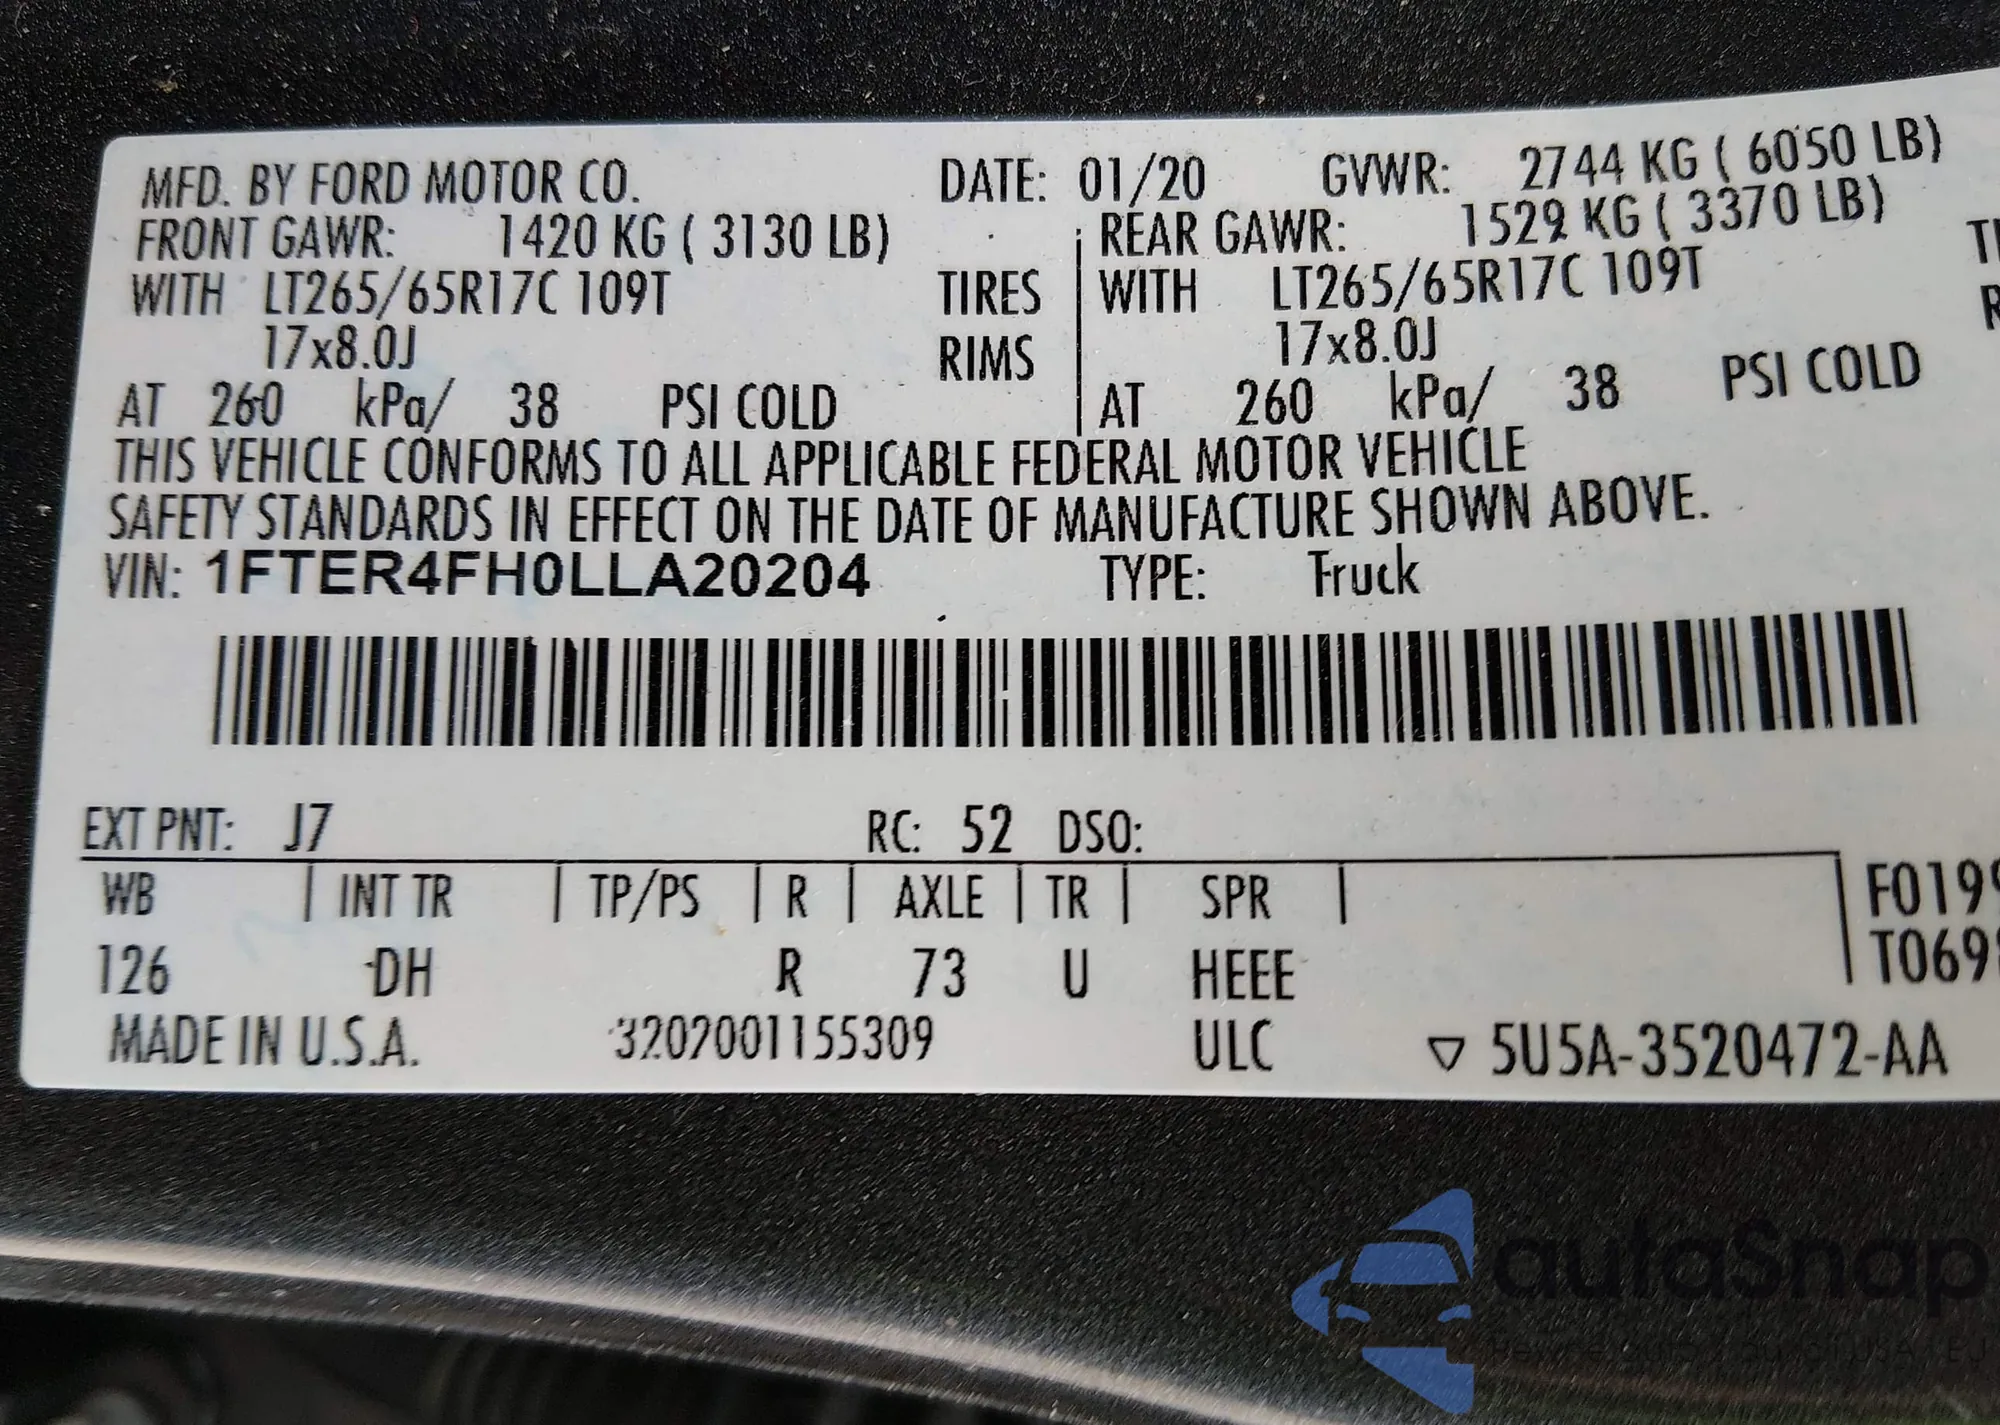 MFD. BY FORD MOTOR CO. DATE: 01/20 GVWR: 2744 KG ( 6050 LB)
FRONT GAWR: 1420 KG ( 3130 LB) REAR GAWR: 1529 KG ( 3370 LB)
WITH LT265/65R17C 109T TIRES WITH LT265/65R17C 109T
17x8.0J RIMS 17x8.0J
AT 260 kPa/ 38 PSI COLD AT 260 kPa/ 38 PSI COLD
THIS VEHICLE CONFORMS TO ALL APPLICABLE FEDERAL MOTOR VEHICLE
SAFETY STANDARDS IN EFFECT ON THE DATE OF MANUFACTURE SHOWN ABOVE.
VIN: 1FTER4FH0LLA20204 TYPE: Truck
EXT PNT: J7 RC: 52 DSO:
WB | INT TR | TP/PS | R | AXLE | TR | SPR | F0199
126 DH R 73 U HEEE T069
MADE IN U.S.A. 3202001155309 ULC ▽ 5U5A-3520472-AA
autaSnap